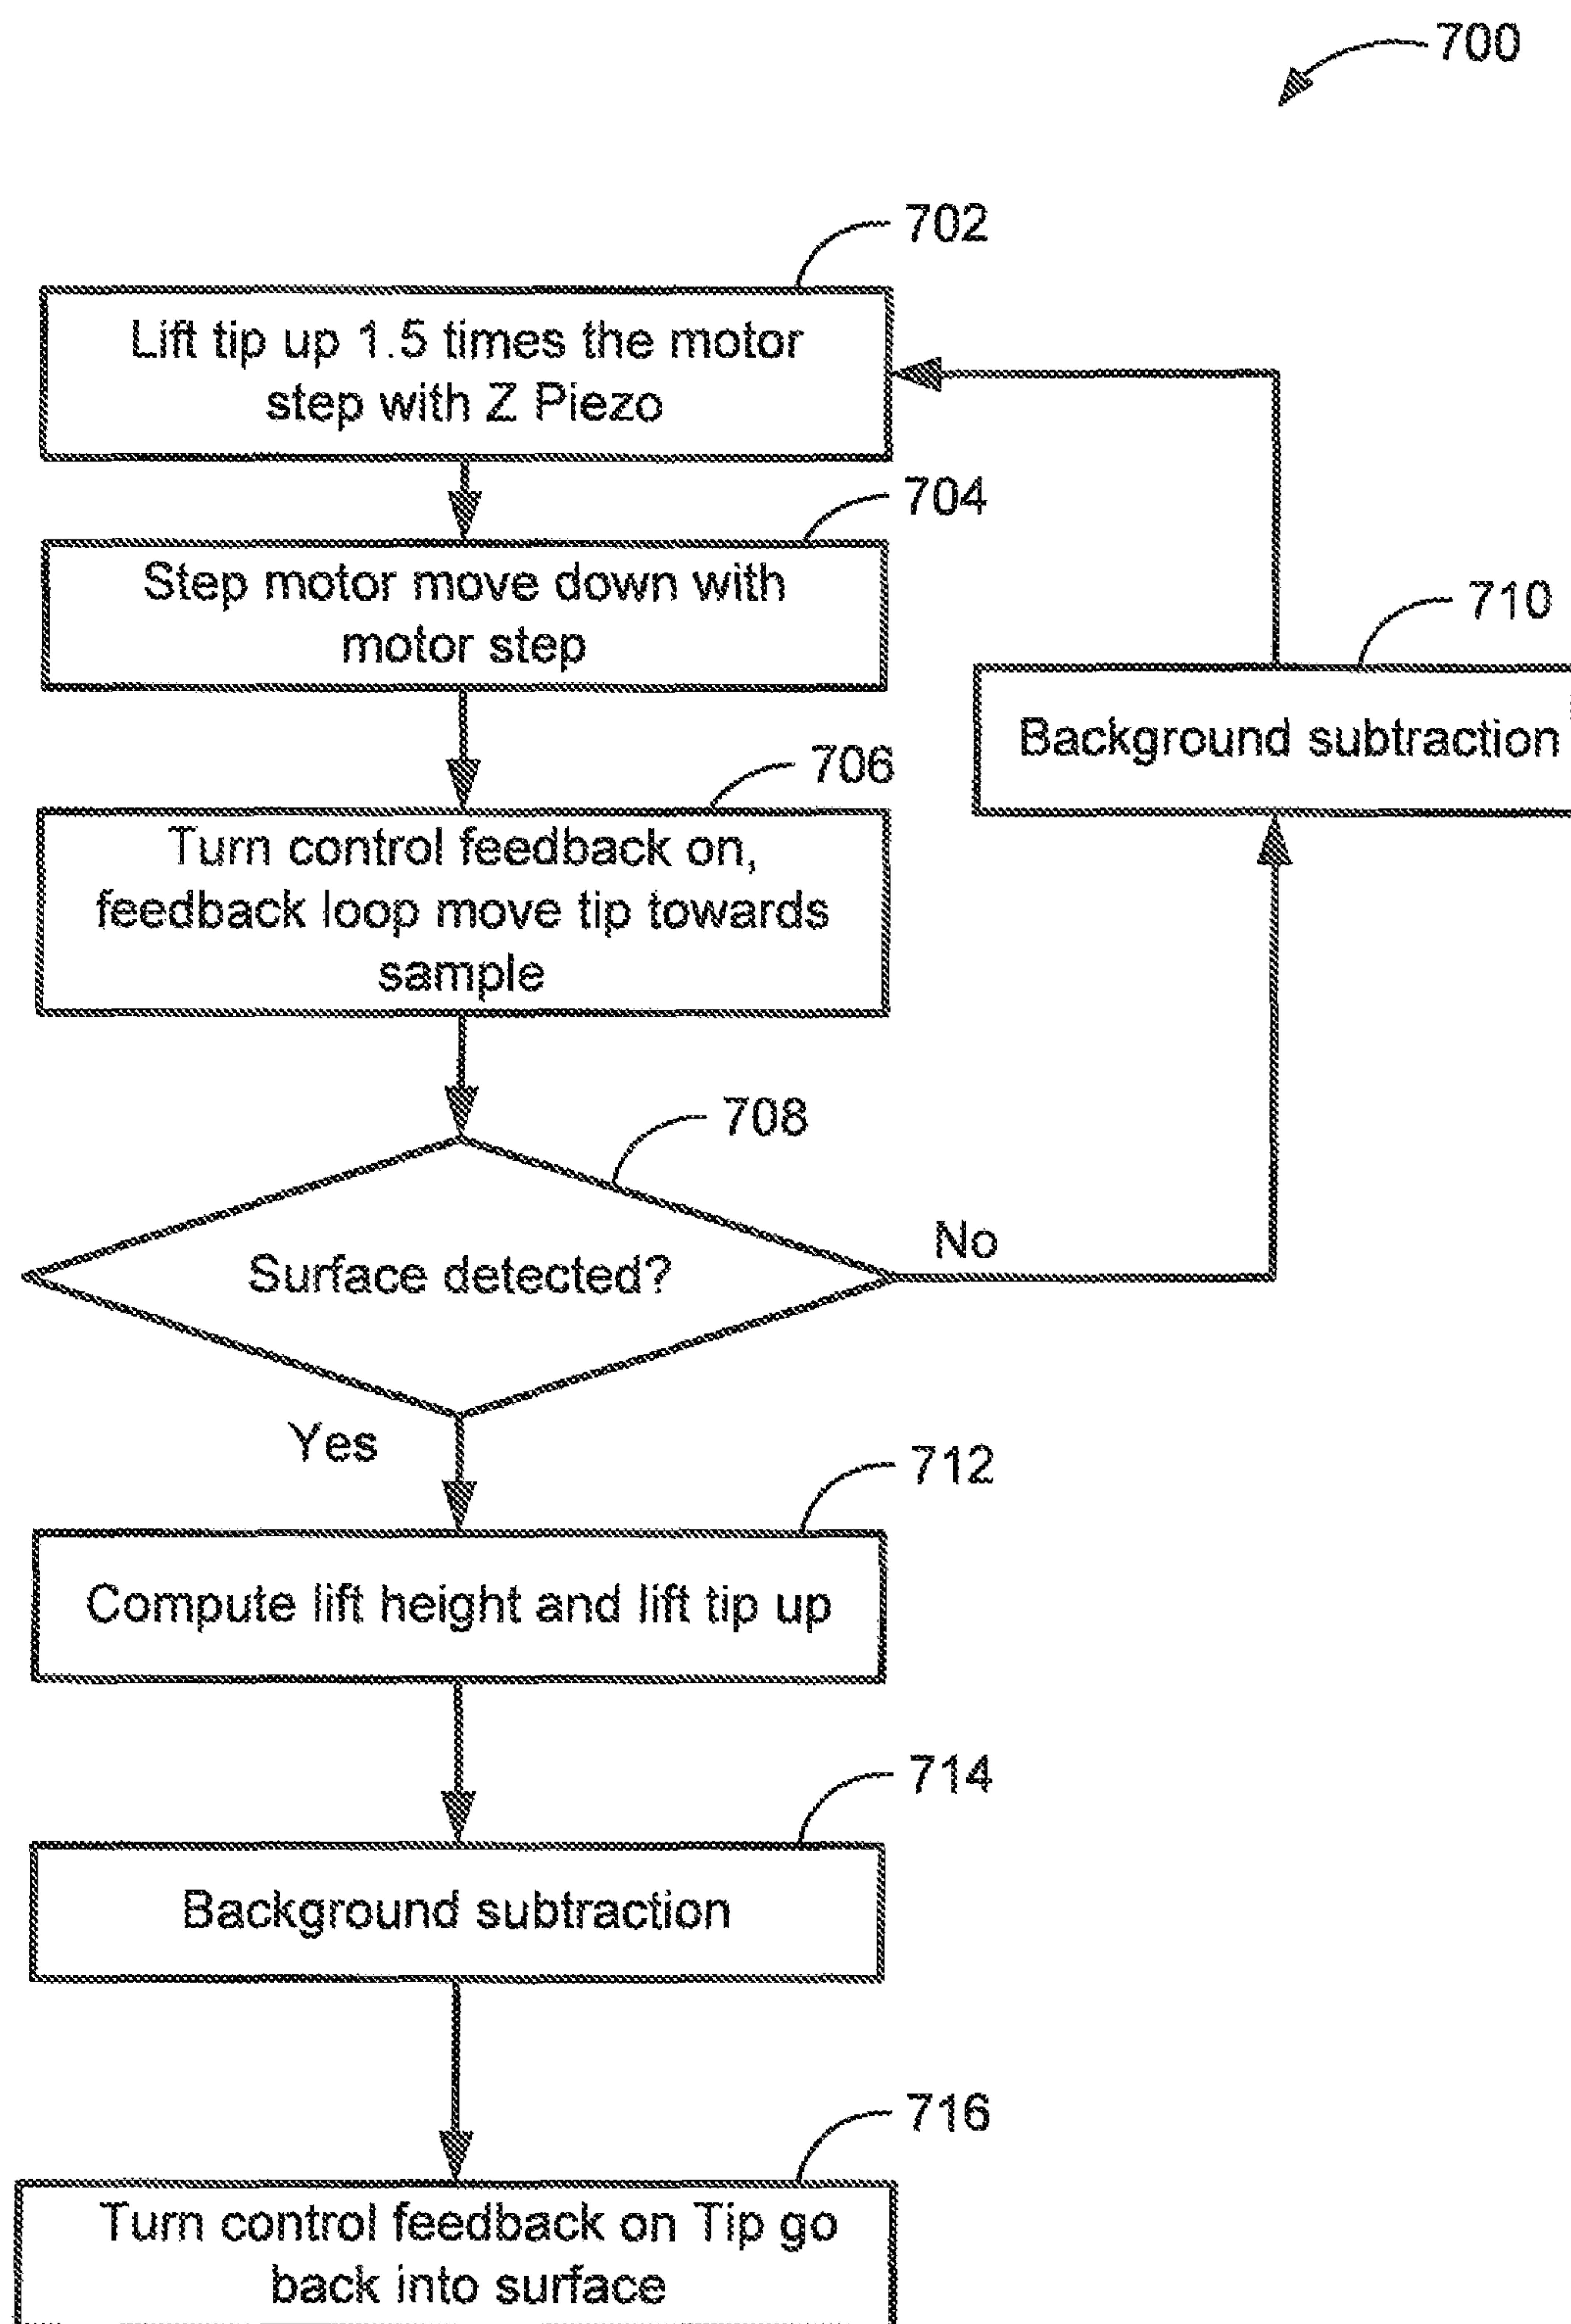 700
702
Lift tip up 1.5 times the motor
step with Z Piezo
704
Step motor move down with
motor step
710
Background subtraction
706
Turn control feedback on,
feedback loop move tip towards
sample
708
Surface detected?
No
Yes
712
Compute lift height and lift tip up
714
Background subtraction
716
Turn control feedback on Tip go
back into surface